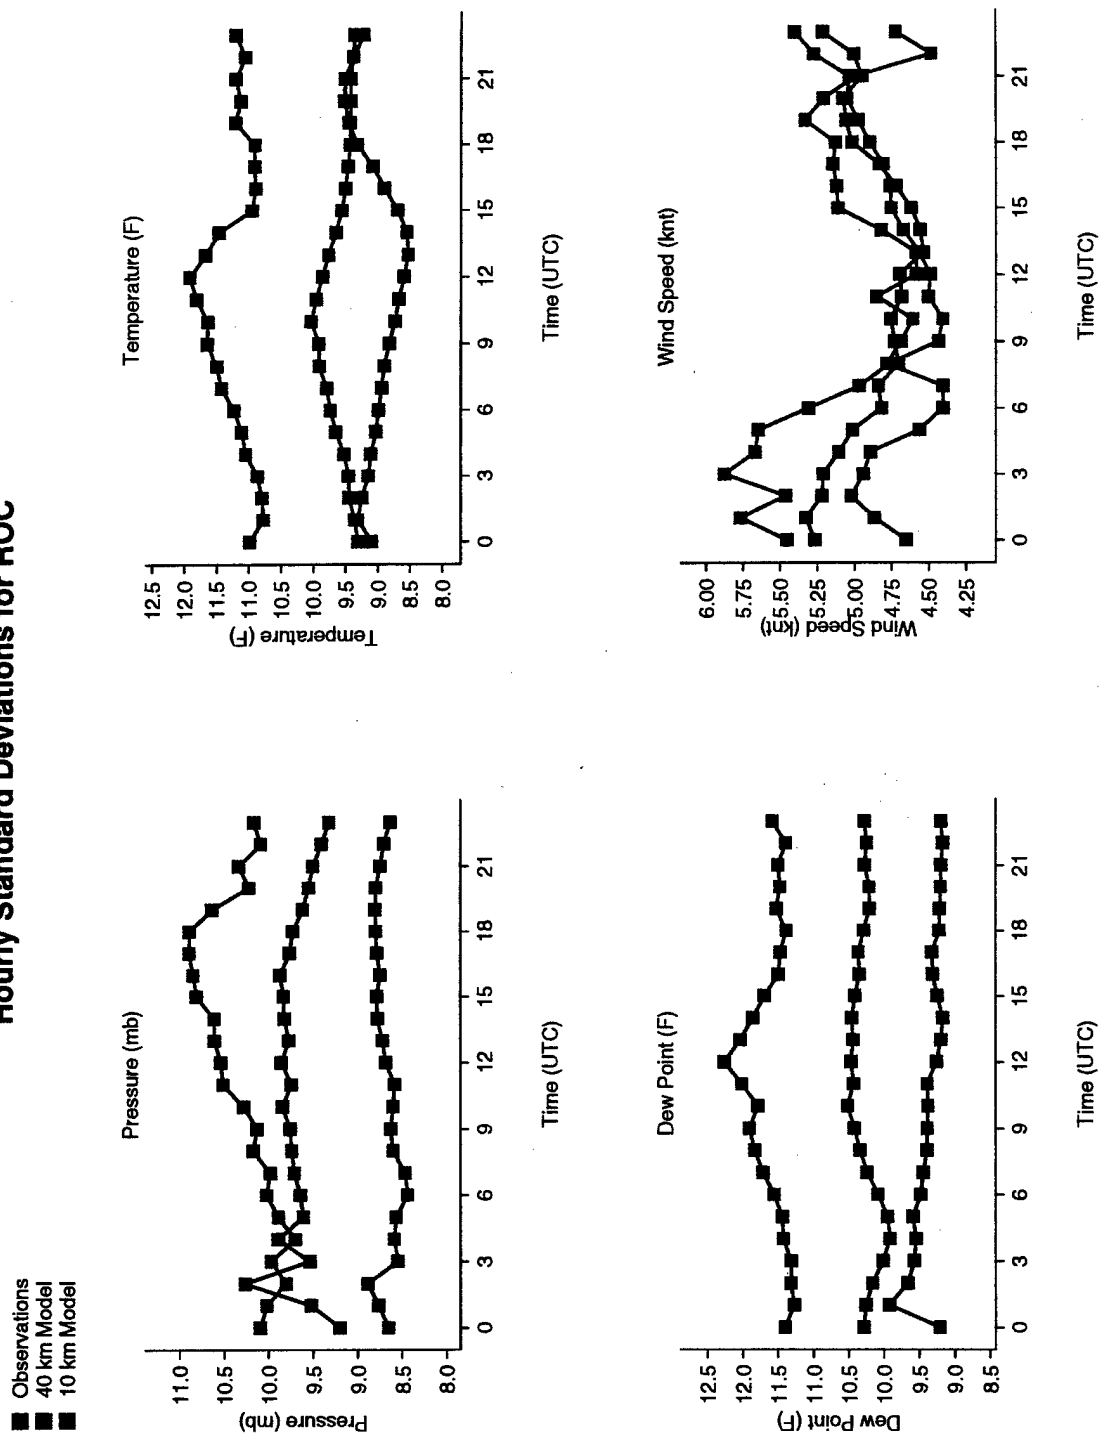 Hourly Standard Deviations for ROC
Observations
40 km Model
10 km Model
Pressure (mb)
Pressure (mb)
11.0
10.5
10.0
9.5
9.0
8.5
8.0
0 3 6 9 12 15 18 21
Time (UTC)
Temperature (F)
Temperature (F)
12.5
12.0
11.5
11.0
10.5
10.0
9.5
9.0
8.5
8.0
0 3 6 9 12 15 18 21
Time (UTC)
Dew Point (F)
Dew Point (F)
12.5
12.0
11.5
11.0
10.5
10.0
9.5
9.0
8.5
0 3 6 9 12 15 18 21
Time (UTC)
Wind Speed (knt)
Wind Speed (knt)
6.00
5.75
5.50
5.25
5.00
4.75
4.50
4.25
0 3 6 9 12 15 18 21
Time (UTC)